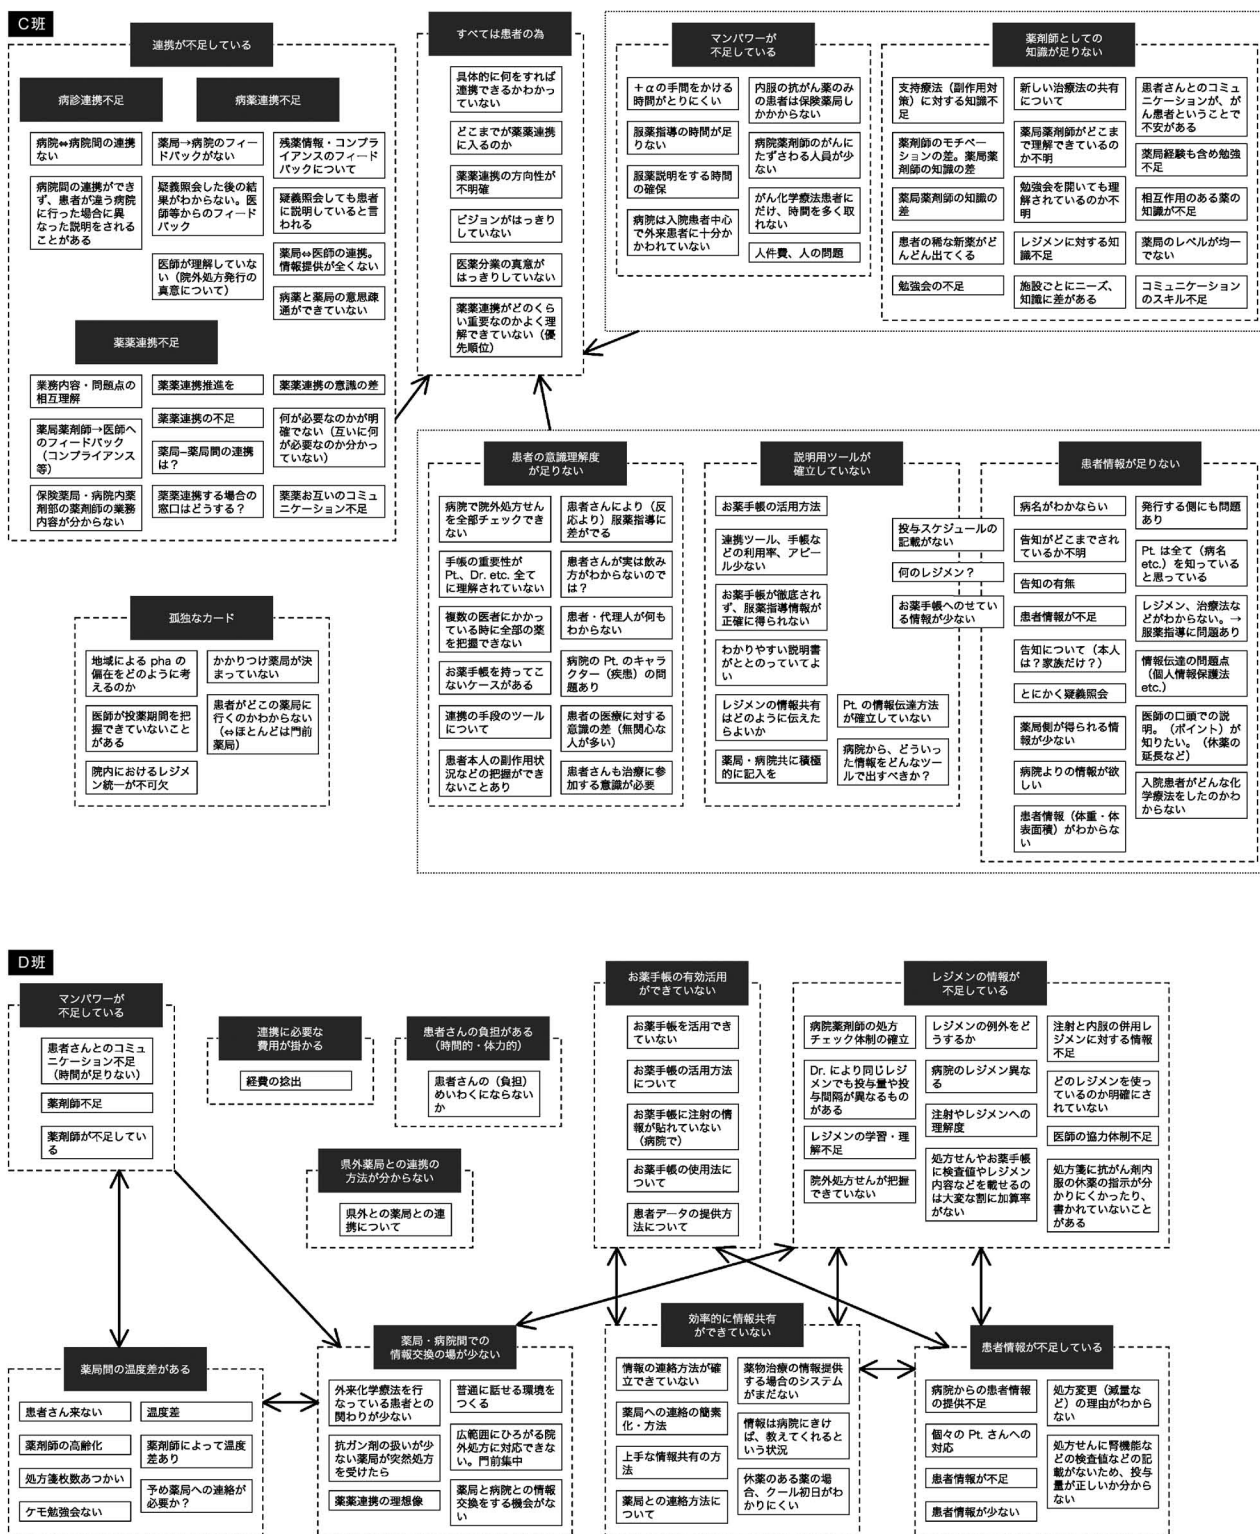 C班
連携が不足している
病診連携不足
病院⇔病院間の連携
ない
病院間の連携ができ
ず、患者が違う病院
に行った場合に異
なった説明をされる
ことがある
病薬連携不足
薬局→病院のフィー
ドバックがない
疑義照会した後の結
果がわからない。医
師等からのフィード
バック
医師が理解していな
い（院外処方発行の
真意について）
残薬情報・コンプラ
イアンスのフィード
バックについて
疑義照会しても患者
に説明していると言
われる
薬局⇔医師の連携。
情報提供が全くない
病薬と薬局の意思疎
通ができていない
薬薬連携不足
業務内容・問題点の
相互理解
薬局薬剤師→医師へ
のフィードバック
（コンプライアンス
等）
保険薬局・病院内薬
剤部の薬剤師の業務
内容が分からない
薬薬連携推進を
薬薬連携の不足
薬局−薬局間の連携
は？
薬薬連携する場合の
窓口はどうする？
薬薬連携の意識の差
何が必要なのかが明
確でない（互いに何
が必要なのか分かっ
ていない）
薬薬お互いのコミュ
ニケーション不足
すべては患者の為
具体的に何をすれば
連携できるかわかっ
ていない
どこまでが薬薬連携
に入るのか
薬薬連携の方向性が
不明確
ビジョンがはっきり
していない
医薬分業の真意が
はっきりしていない
薬薬連携がどのくら
い重要なのかよく理
解できていない（優
先順位）
マンパワーが
不足している
＋αの手間をかける
時間がとりにくい
服薬指導の時間が足
りない
服薬説明をする時間
の確保
病院は入院患者中心
で外来患者に十分か
かわれていない
内服の抗がん薬のみ
の患者は保険薬局し
かかからない
病院薬剤師のがんに
たずさわる人員が少
ない
がん化学療法患者に
だけ、時間を多く取
れない
人件費、人の問題
薬剤師としての
知識が足りない
支持療法（副作用対
策）に対する知識不
足
薬剤師のモチベー
ションの差。薬局薬
剤師の知識の差
薬局薬剤師の知識の
差
患者の稀な新薬がど
んどん出てくる
勉強会の不足
新しい治療法の共有
について
薬局薬剤師がどこま
で理解できているの
か不明
勉強会を開いても理
解されているのか不明
レジメンに対する知
識不足
施設ごとにニーズ、
知識に差がある
患者さんとのコミュ
ニケーションが、が
ん患者ということで
不安がある
薬局経験も含め勉強
不足
相互作用のある薬の
知識が不足
薬局のレベルが均一
でない
コミュニケーション
のスキル不足
患者の意識理解度
が足りない
病院で院外処方せん
を全部チェックでき
ない
手帳の重要性が
Pt.、Dr. etc. 全て
に理解されていない
複数の医者にかかっ
ている時に全部の薬
を把握できない
お薬手帳を持ってこ
ないケースがある
連携の手段のツール
について
患者本人の副作用状
況などの把握ができ
ないことあり
患者さんにより（反
応より）服薬指導に
差がでる
患者さんが実は飲み
方がわからないので
は？
患者・代理人が何も
わからない
病院の Pt. のキャラ
クター（疾患）の問
題あり
患者の医療に対する
意識の差（無関心な
人が多い）
患者さんも治療に参
加する意識が必要
説明用ツールが
確立していない
お薬手帳の活用方法
連携ツール、手帳な
どの利用率、アピー
ル少ない
お薬手帳が徹底され
ず、服薬指導情報が
正確に得られない
わかりやすい説明書
がととのっていてよ
い
レジメンの情報共有
はどのように伝えた
らよいか
薬局・病院共に積極
的に記入を
Pt. の情報伝達方法
が確立していない
病院から、どういっ
た情報をどんなツー
ルで出すべきか？
投与スケジュールの
記載がない
何のレジメン？
お薬手帳へのせてい
る情報が少ない
患者情報が足りない
病名がわからない
告知がどこまでされ
ているか不明
告知の有無
患者情報が不足
告知について（本人
は？家族だけ？）
とにかく疑義照会
薬局側が得られる情
報が少ない
病院よりの情報が欲
しい
患者情報（体重・体
表面積）がわからな
い
発行する側にも問題
あり
Pt. は全て（病名
etc.）を知っている
と思っている
レジメン、治療法な
どがわからない。→
服薬指導に問題あり
情報伝達の問題点
（個人情報保護法
etc.）
医師の口頭での説
明。（ポイント）が
知りたい。（休薬の
延長など）
入院患者がどんな化
学療法をしたのかわ
からない
孤独なカード
地域による pha の
偏在をどのように考
えるのか
医師が投薬期間を把
握できていないこと
がある
院内におけるレジメ
ン統一が不可欠
かかりつけ薬局が決
まっていない
患者がどこの薬局に
行くのかわからない
（⇔ほとんどは門前
薬局）
D班
マンパワーが
不足している
患者さんとのコミュ
ニケーション不足
（時間が足りない）
薬剤師不足
薬剤師が不足してい
る
連携に必要な
費用が掛かる
経費の捻出
患者さんの負担がある
（時間的・体力的）
患者さんの（負担）
めいわくにならない
か
県外薬局との連携の
方法が分からない
県外との薬局との連
携について
お薬手帳の有効活用
ができていない
お薬手帳を活用でき
ていない
お薬手帳の活用方法
について
お薬手帳に注射の情
報が貼れていない
（病院で）
お薬手帳の使用法に
ついて
患者データの提供方
法について
レジメンの情報が
不足している
病院薬剤師の処方
チェック体制の確立
Dr. により同じレジ
メンでも投与量や投
与間隔が異なるもの
がある
レジメンの学習・理
解不足
院外処方せんが把握
できていない
レジメンの例外をど
うするか
病院のレジメン異な
る
注射やレジメンへの
理解度
処方せんやお薬手帳
に検査値やレジメン
内容などを載せるの
は大変な割に加算率
がない
注射と内服の併用レ
ジメンに対する情報
不足
どのレジメンを使っ
ているのか明確にさ
れていない
医師の協力体制不足
処方箋に抗がん剤内
服の休薬の指示が分
かりにくかったり、
書かれていないこと
がある
薬局間の温度差がある
患者さん来ない
薬剤師の高齢化
処方箋枚数あつかい
ケモ勉強会ない
温度差
薬剤師によって温度
差あり
予め薬局への連絡が
必要か？
薬局・病院間での
情報交換の場が少ない
外来化学療法を行
なっている患者との
関わりが少ない
抗ガン剤の扱いが少
ない薬局が突然処方
を受けたら
薬薬連携の理想像
普通に話せる環境を
つくる
広範囲にひろがる院
外処方に対応できな
い。門前集中
薬局と病院との情報
交換をする機会がな
い
効率的に情報共有
ができていない
情報の連絡方法が確
立できていない
薬局への連絡の簡素
化・方法
上手な情報共有の方
法
薬局との連絡方法に
ついて
薬物治療の情報提供
する場合のシステム
がまだない
情報は病院にきけ
ば、教えてくれると
いう状況
休薬のある薬の場
合、クール初日がわ
かりにくい
患者情報が不足している
病院からの患者情報
の提供不足
個々の Pt. さんへの
対応
患者情報が不足
患者情報が少ない
処方変更（減量な
ど）の理由がわから
ない
処方せんに腎機能な
どの検査値などの記
載がないため、投与
量が正しいか分から
ない